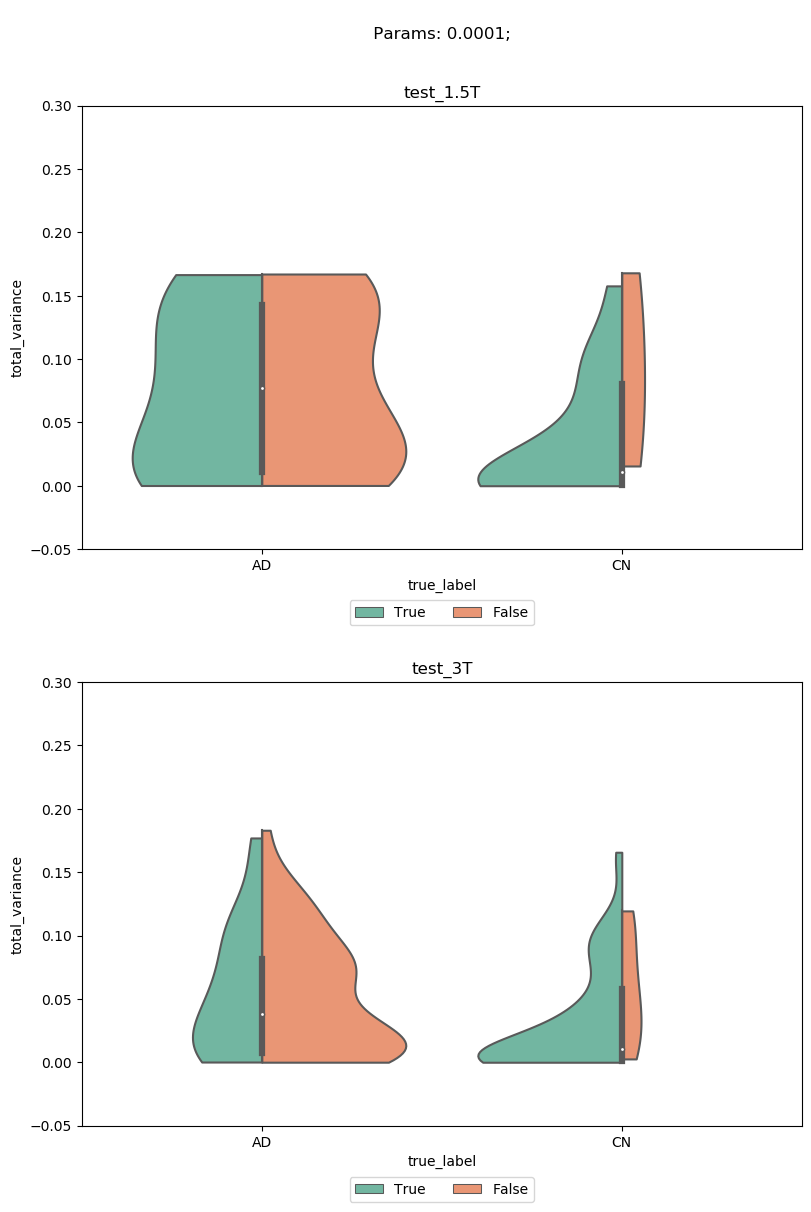 Params: 0.0001;
test_1.5T
0.30
0.25
0.20
0.15
0.10
0.05
0.00
−0.05
total_variance
AD CN
true_label
True False
test_3T
0.30
0.25
0.20
0.15
0.10
0.05
0.00
−0.05
total_variance
AD CN
true_label
True False